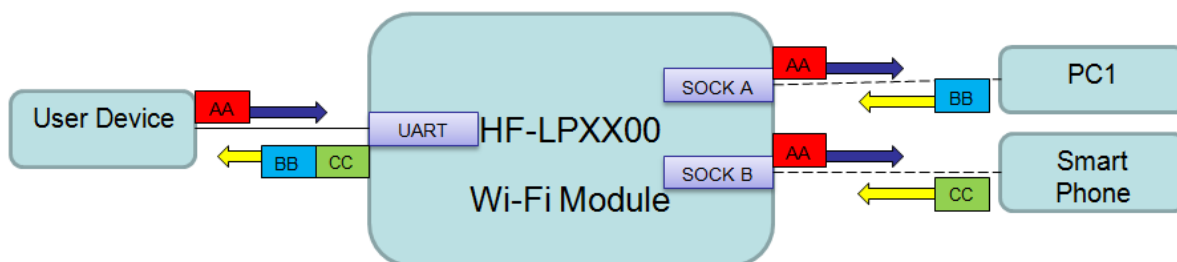 User Device
AA
BB
CC
UART
HF-LPXX00
Wi-Fi Module
SOCK A
AA
BB
PC1
SOCK B
AA
CC
Smart
Phone